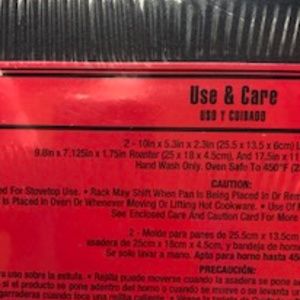 Use & Care
USO Y CUIDADO
2 - 10in x 5.3in x 2.3in (25.5 x 13.5 x 6cm) L
9.8in x 7.125in x 1.75in Roaster (25 x 18 x 4.5cm), And 17.5in x 11
Hand Wash Only. Oven Safe To 450°F (2
CAUTION:
ed For Stovetop Use. • Rack May Shift When Pan Is Being Placed In Or Rem
Is Placed In Oven Or Whenever Moving Or Lifting Hot Cookware. • Use Of M
See Enclosed Care And Caution Card For More
2 - Molda para panes de 25.5cm x 13.5cm
asadera de 25cm x 18cm x 4.5cm, y bandeja de horne
Se sole lavar a mano. Apta para horno hasta 45
PRECAUCIÓN:
ara uso sobre la estufa. • Rejilla puede moverse cuando la asadera se pone a
si el producto se pone adentro del horno o cuando se mueve o se levanta u